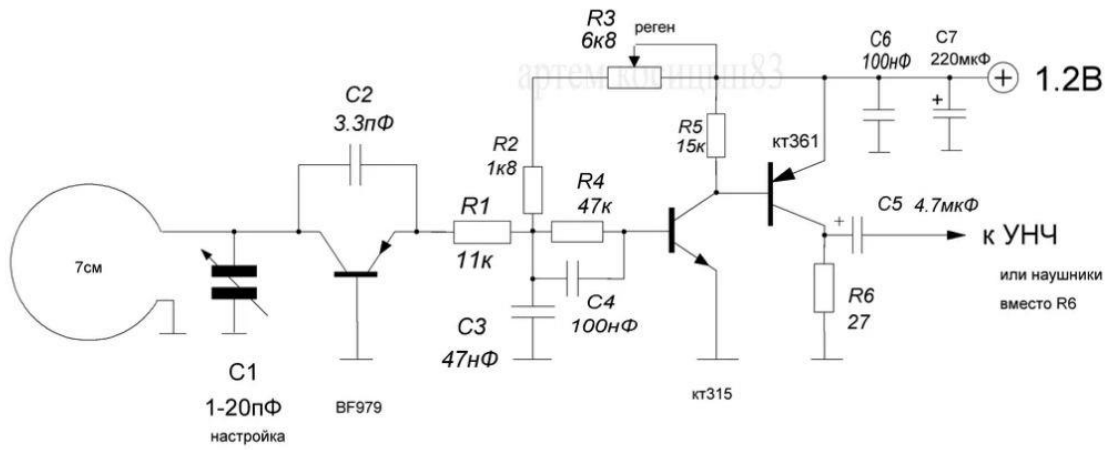 R3
6к8
реген
артем косицын83
C6
100нФ
C7
220мкФ
+
1.2В
C2
3.3пФ
R2
1к8
R5
15к
кт361
R4
47к
R1
11к
+
C5 4.7мкФ
к УНЧ
или наушники
вместо R6
7см
C4
100нФ
C3
47нФ
R6
27
C1
1-20пФ
настройка
BF979
кт315